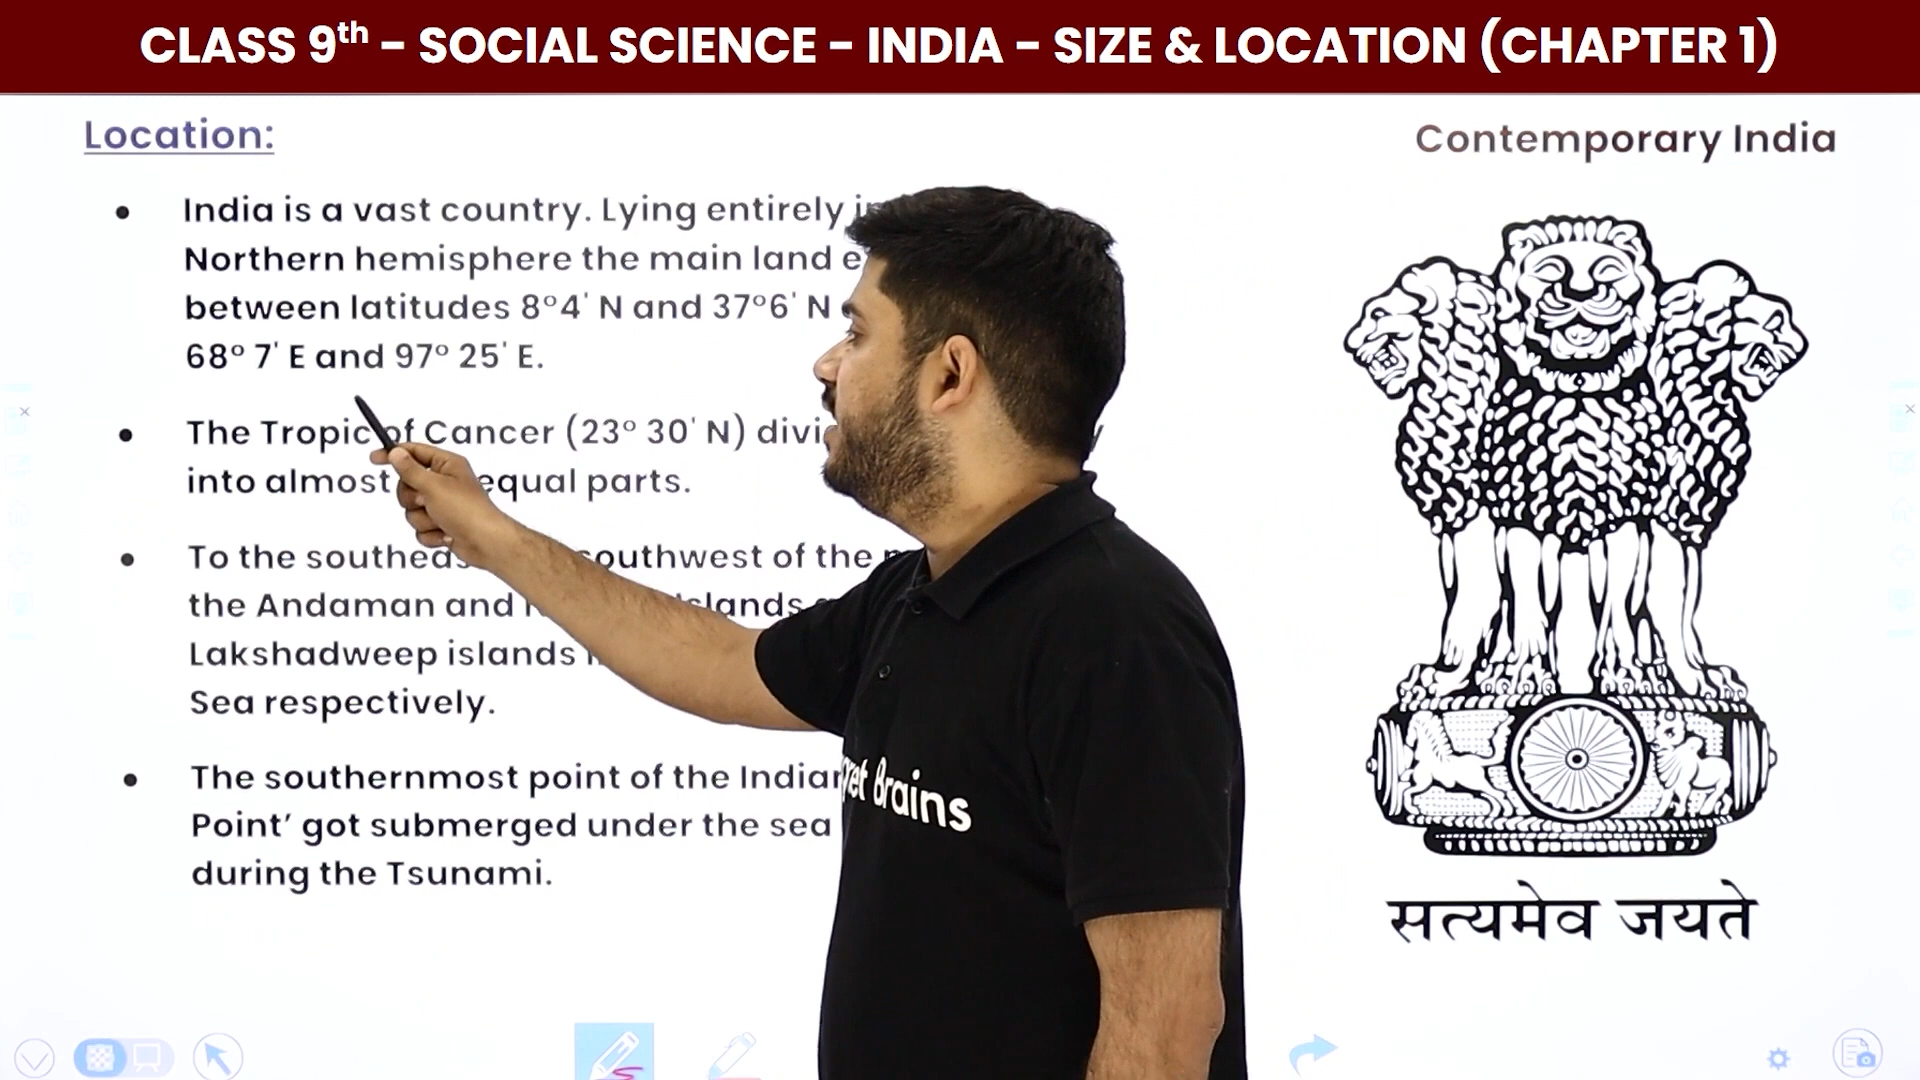 CLASS 9th – SOCIAL SCIENCE – INDIA – SIZE & LOCATION (CHAPTER 1)
Location:
Contemporary India
• India is a vast country. Lying entirely
Northern hemisphere the main land
between latitudes 8°4' N and 37°6' N
68° 7' E and 97° 25' E.
• The Tropic of Cancer (23° 30' N)
into almost equal parts.
• To the southwest of the
the Andaman and
Lakshadweep islands
Sea respectively.
• The southernmost point of the
Point’ got submerged under the sea
during the Tsunami.
Brains
सत्यमेव जयते